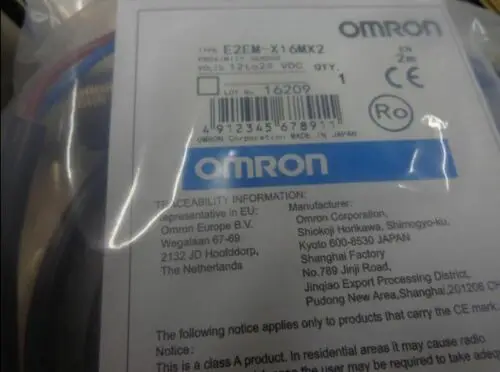 OMRON
TYPE E2EM-X16MX2
PROXIMITY SENSOR
VOLTS 12to24 VDC QTY.
1
CN
2m
CE
LOT No. 16209
4 912345 678911
OMRON Corporation MADE IN JAPAN
Ro
OMRON
TRACEABILITY INFORMATION:
representative in EU:
Omron Europe B.V.
Wegalaan 67-69
2132 JD Hoolddorp,
The Netherlands
Manufacturer:
Omron Corporation,
Shiokoji Horikawa, Shimogyo-ku,
Kyoto 600-8530 JAPAN
Shanghai Factory
No.789 Jinji Road,
Jinqiao Export Processing District,
Pudong New Area,Shanghai,201206 CH
The following notice applies only to products that carry the CE mark:
Notice:
This is a class A product. In residential areas it may cause radio
may be required to take adeq